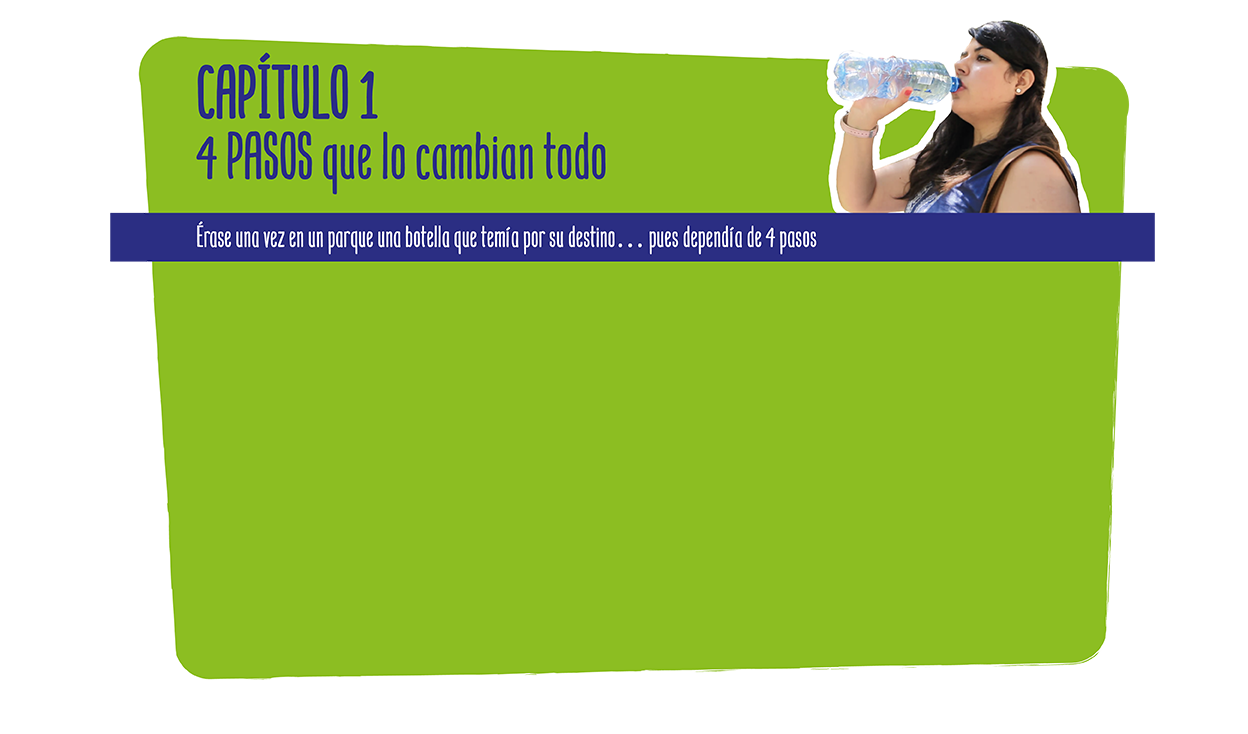 CAPÍTULO 1
4 PASOS que lo cambian todo
Érase una vez en un parque una botella que temía por su destino... pues dependía de 4 pasos